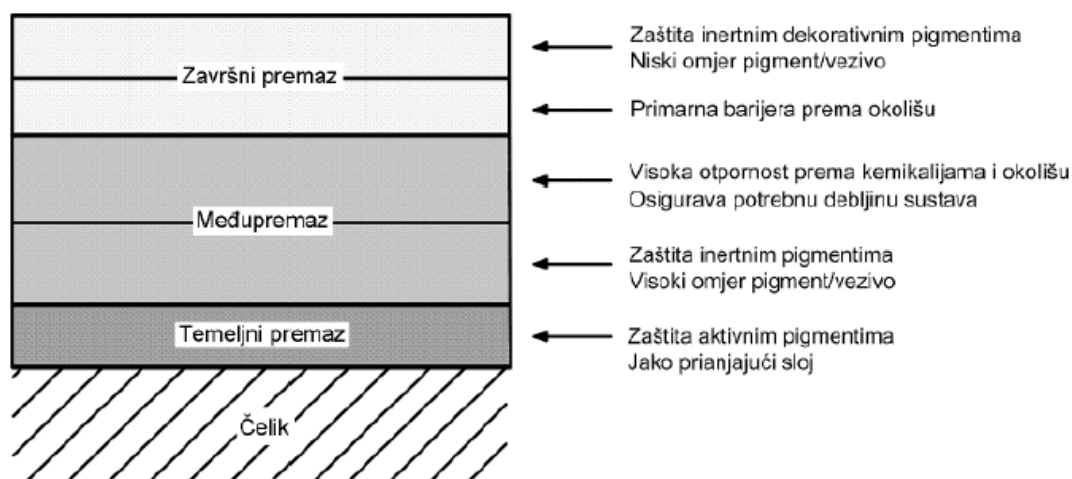 Završni premaz
Zaštita inertnim dekorativnim pigmentima
Niski omjer pigment/vezivo
Primarna barijera prema okolišu
Međupremaz
Visoka otpornost prema kemikalijama i okolišu
Osigurava potrebnu debljinu sustava
Zaštita inertnim pigmentima
Visoki omjer pigment/vezivo
Temeljni premaz
Zaštita aktivnim pigmentima
Jako prianjajući sloj
Čelik